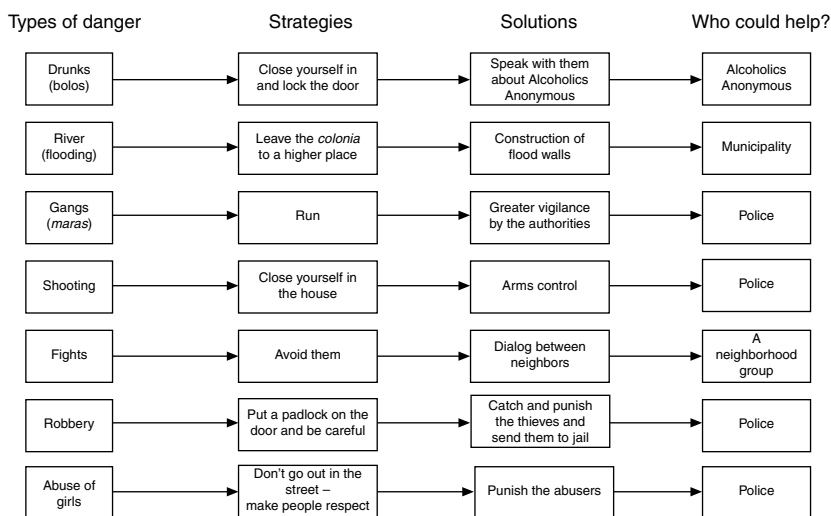 Types of danger
Strategies
Solutions
Who could help?
Drunks
(bolos)
Close yourself in
and lock the door
Speak with them
about Alcoholics
Anonymous
Alcoholics
Anonymous
River
(flooding)
Leave the colonia
to a higher place
Construction of
flood walls
Municipality
Gangs
(maras)
Run
Greater vigilance
by the authorities
Police
Shooting
Close yourself in
the house
Arms control
Police
Fights
Avoid them
Dialog between
neighbors
A
neighborhood
group
Robbery
Put a padlock on the
door and be careful
Catch and punish
the thieves and
send them to jail
Police
Abuse of
girls
Don't go out in the
street –
make people respect
Punish the abusers
Police